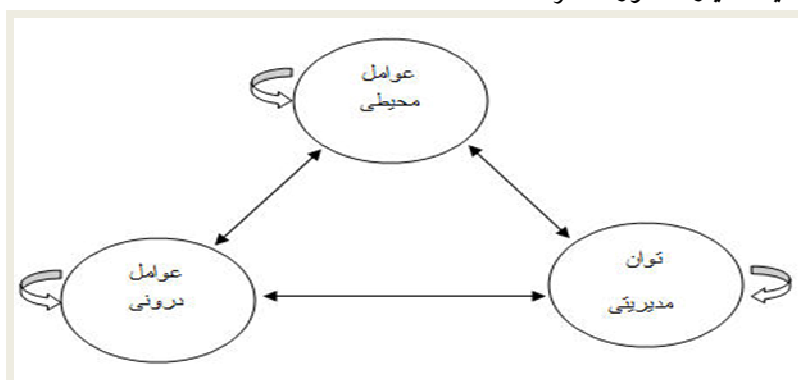 عوامل
محیطی
توان
مدیریتی
عوامل
درونی